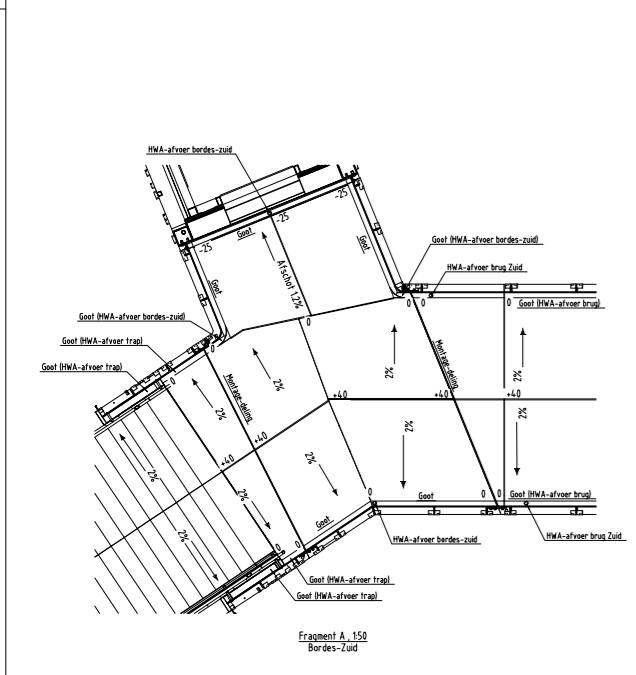 HWA-afvoer bordes-zuid
-25
-25
Goot
-25
Goot
Goot
Afschot 1.2%
Goot (HWA-afvoer bordes-zuid)
HWA-afvoer brug Zuid
0
0
0
Goot (HWA-afvoer brug)
Goot (HWA-afvoer bordes-zuid)
0
Goot (HWA-afvoer trap)
0
Goot (HWA-afvoer trap)
0
Montage-deling
2%
2%
2%
Montage-deling
2%
+40
+40
+40
2%
2%
+40
+40
2%
2%
2%
2%
0
Goot
0
0
Goot (HWA-afvoer brug)
Goot
HWA-afvoer bordes-zuid
HWA-afvoer brug Zuid
0
0
Goot (HWA-afvoer trap)
Goot (HWA-afvoer trap)
Fragment A , 1:50
Bordes-Zuid